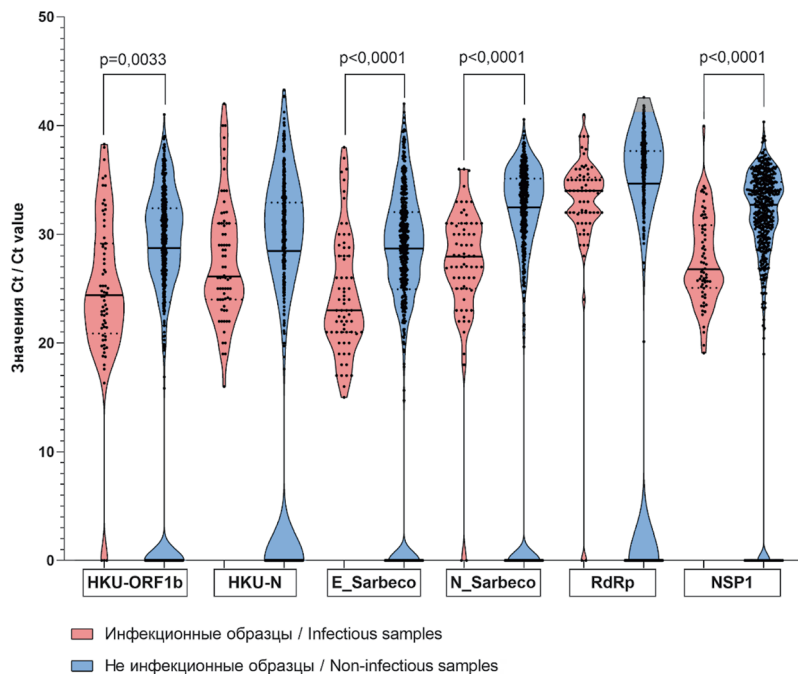 50
p=0,0033
p<0,0001
p<0,0001
p<0,0001
40
30
20
10
0
Значения Ct / Ct value
HKU-ORF1b
HKU-N
E_Sarbeco
N_Sarbeco
RdRp
NSP1
Инфекционные образцы / Infectious samples
Не инфекционные образцы / Non-infectious samples